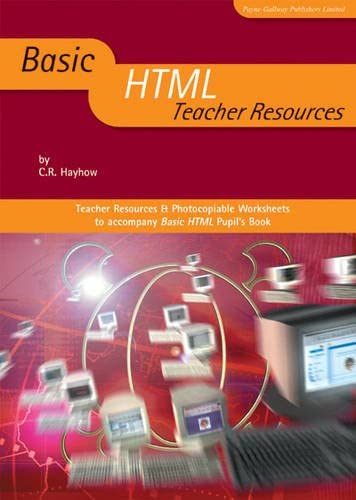 Payne-Gallway Publishers Limited
Basic
HTML
Teacher Resources
by
C.R. Hayhow
Teacher Resources & Photocopiable Worksheets
to accompany Basic HTML Pupil's Book